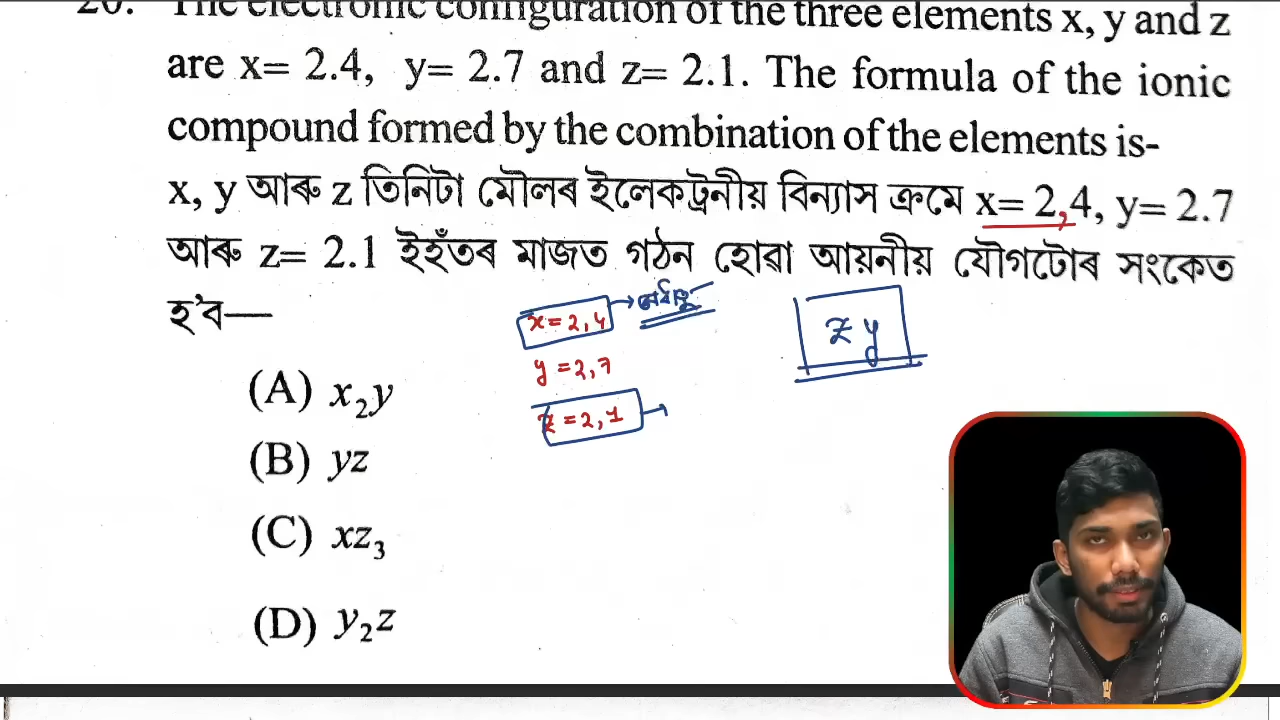 20. The electronic configuration of the three elements x, y and z
are x= 2.4, y= 2.7 and z= 2.1. The formula of the ionic
compound formed by the combination of the elements is-
x, y আৰু z তিনিটা মৌলৰ ইলেকট্ৰনীয় বিন্যাস ক্ৰমে x= 2,4, y= 2.7
আৰু z= 2.1 ইহঁতৰ মাজত গঠন হোৱা আয়নীয় যৌগটোৰ সংকেত
হ'ব—
x = 2,4 →
y = 2,7
z = 2,1 →
z y
(A) x₂y
(B) yz
(C) xz₃
(D) y₂z